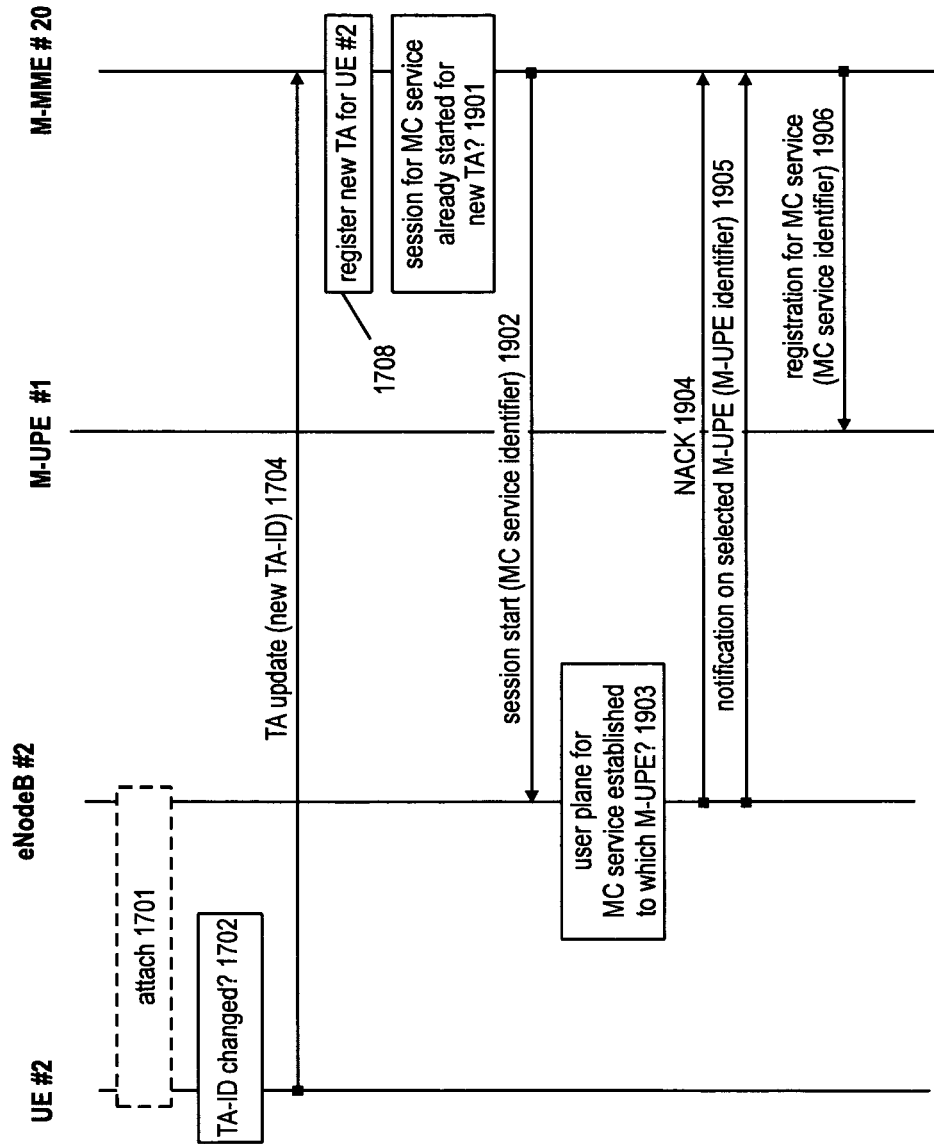 UE #2
eNodeB #2
M-UPE #1
M-MME # 20
attach 1701
TA-ID changed? 1702
TA update (new TA-ID) 1704
register new TA for UE #2
1708
session for MC service
already started for
new TA? 1901
session start (MC service identifier) 1902
user plane for
MC service established
to which M-UPE? 1903
NACK 1904
notification on selected M-UPE (M-UPE identifier) 1905
registration for MC service
(MC service identifier) 1906